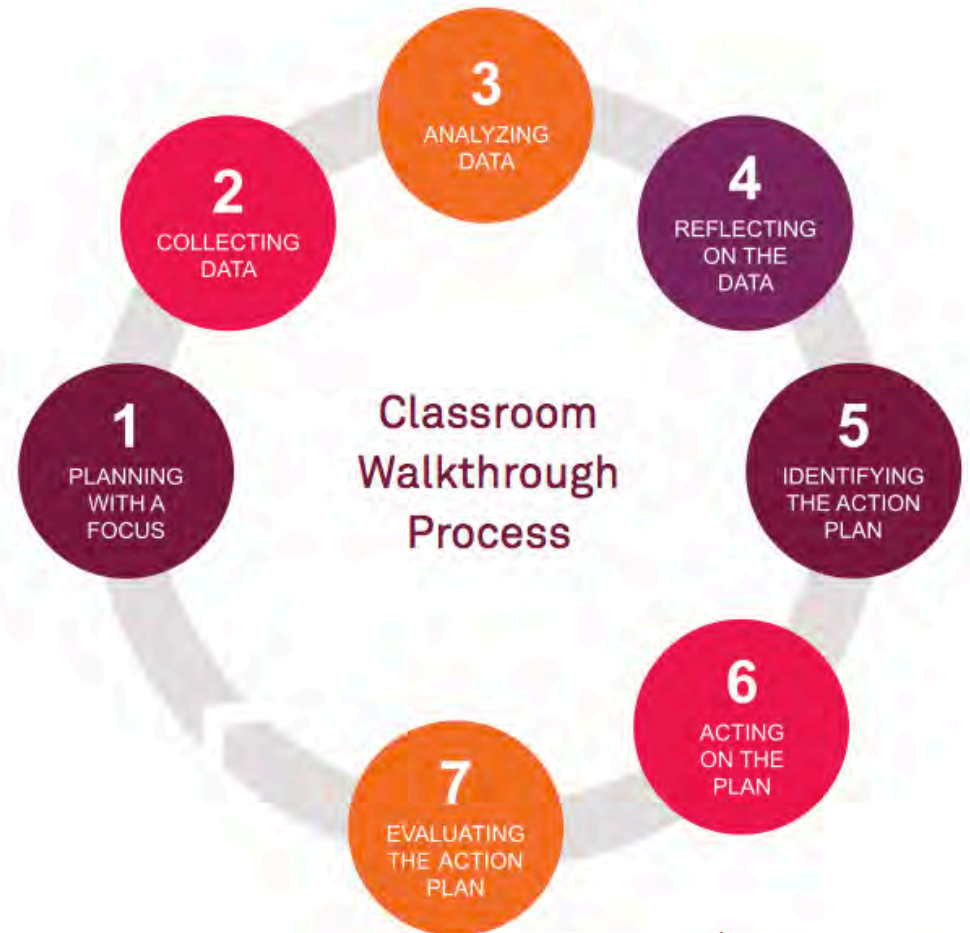 1
PLANNING
WITH A
FOCUS
2
COLLECTING
DATA
3
ANALYZING
DATA
4
REFLECTING
ON THE
DATA
5
IDENTIFYING
THE ACTION
PLAN
6
ACTING
ON THE
PLAN
7
EVALUATING
THE ACTION
PLAN
Classroom
Walkthrough
Process